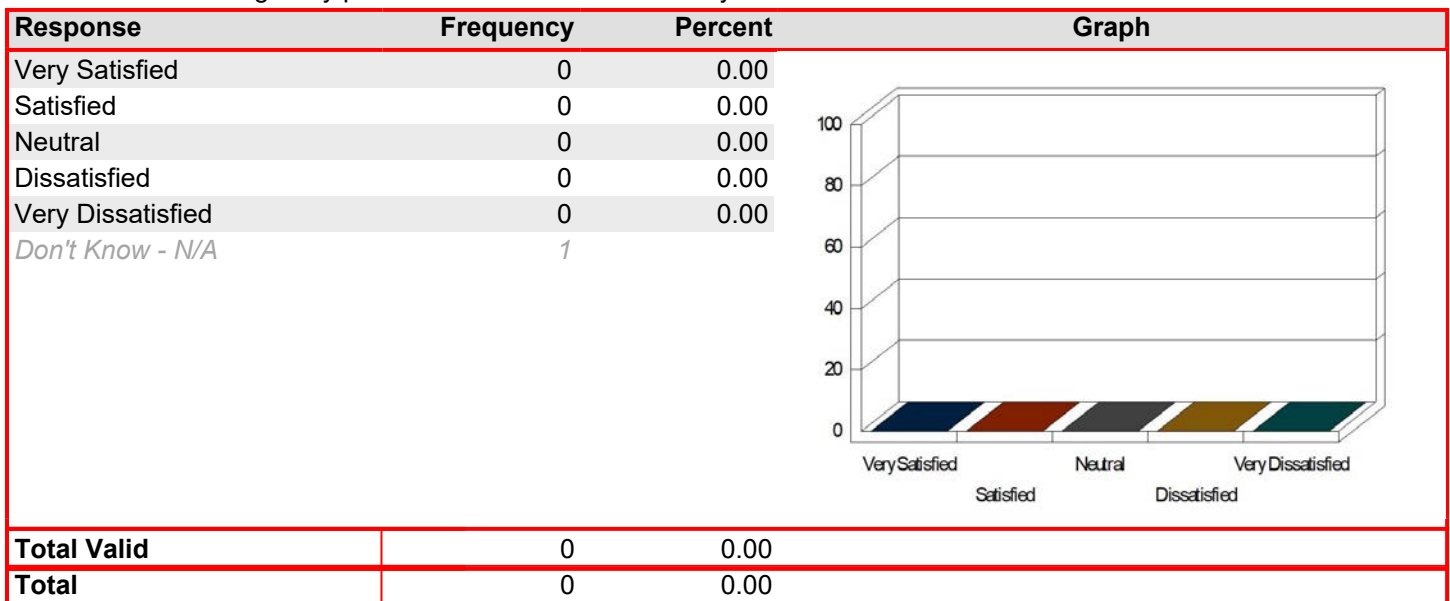 Response Frequency Percent Graph
Very Satisfied 0 0.00
Satisfied 0 0.00
Neutral 0 0.00
Dissatisfied 0 0.00
Very Dissatisfied 0 0.00
Don't Know - N/A 1
100
80
60
40
20
0
Very Satisfied Neutral Very Dissatisfied
Satisfied Dissatisfied
Total Valid 0 0.00
Total 0 0.00